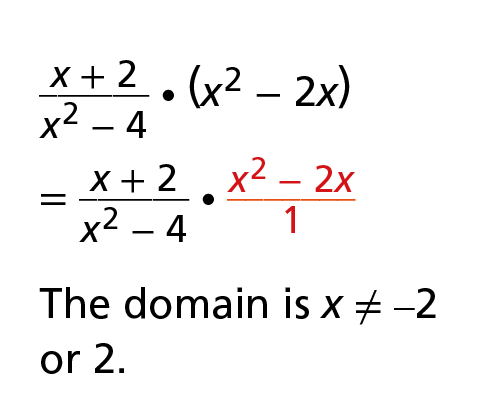 x + 2 / x² – 4 • (x² – 2x)
= x + 2 / x² – 4 • x² – 2x / 1
The domain is x ≠ –2
or 2.